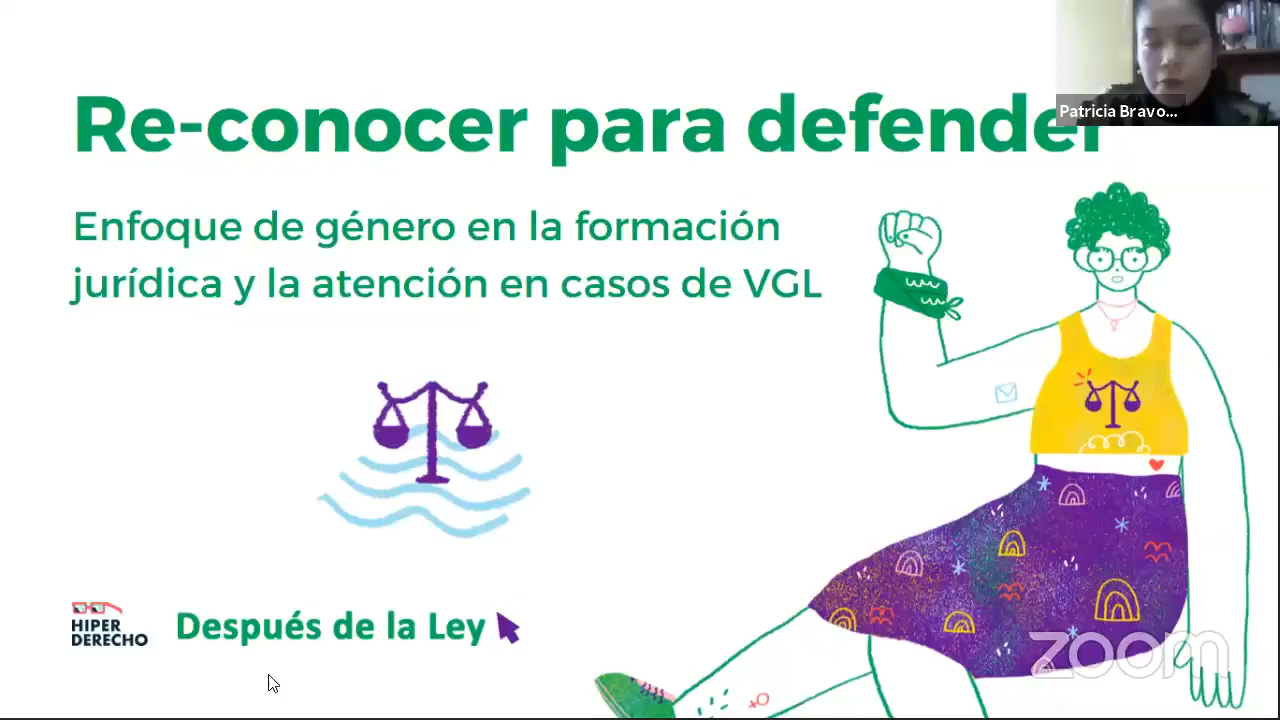 Patricia Bravo...
Re-conocer para defender
Enfoque de género en la formación
jurídica y la atención en casos de VGL
HIPER
DERECHO
Después de la Ley
zoom